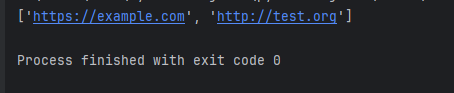 ['https://example.com', 'http://test.org']
Process finished with exit code 0